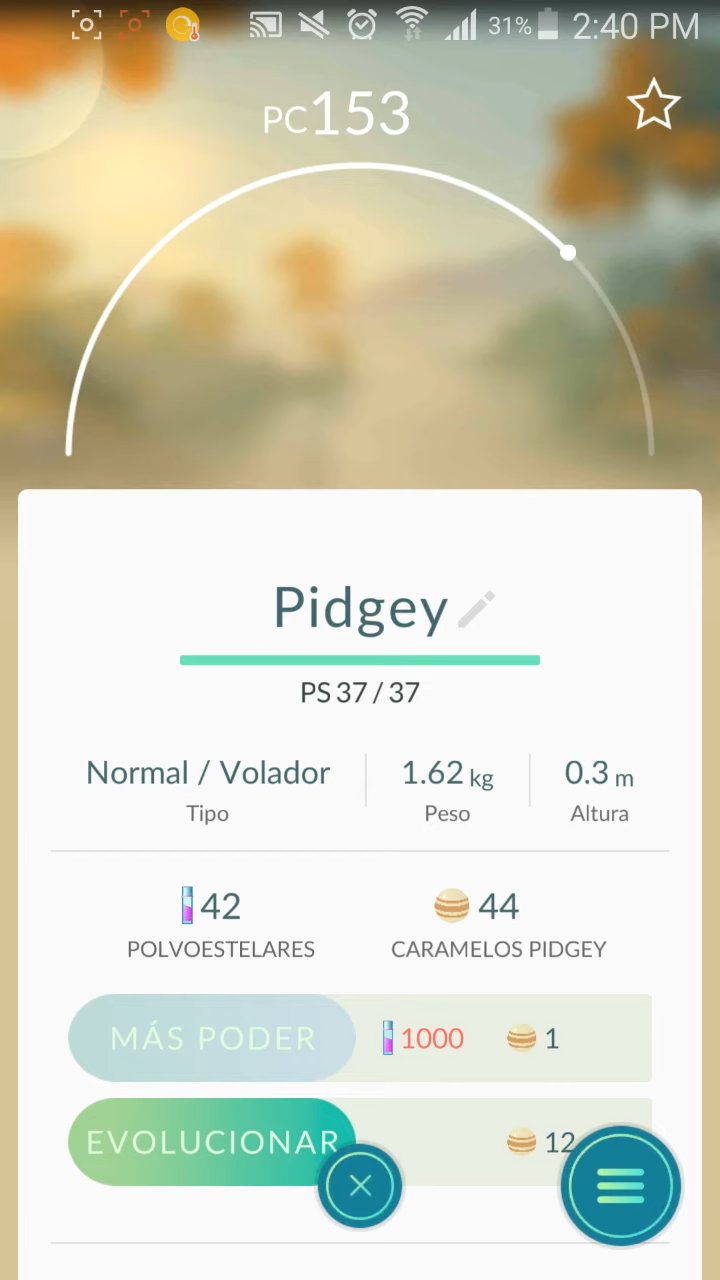 31% 2:40 PM
PC153
Pidgey
PS 37 / 37
Normal / Volador 1.62 kg 0.3 m
Tipo Peso Altura
42 44
POLVOESTELARES CARAMELOS PIDGEY
MÁS PODER 1000 1
EVOLUCIONAR 12